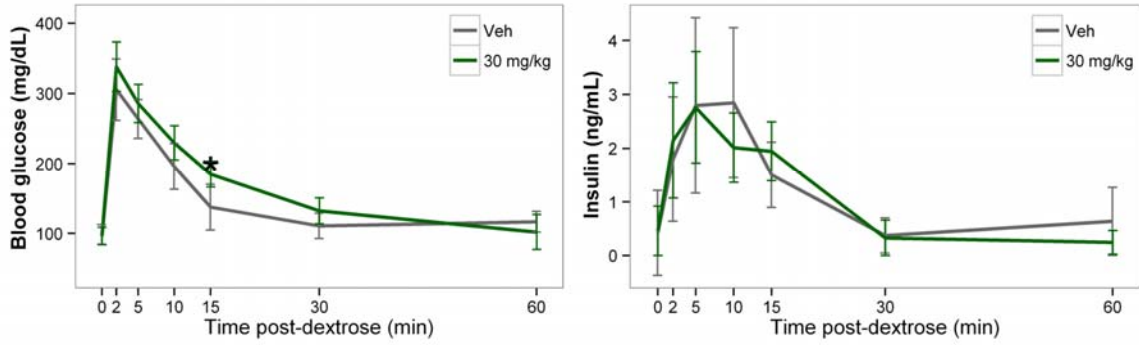 Blood glucose (mg/dL)
400
300
200
100
Veh
30 mg/kg
*
0 2 5 10 15 30 60
Time post-dextrose (min)
Insulin (ng/mL)
4
3
2
1
0
Veh
30 mg/kg
0 2 5 10 15 30 60
Time post-dextrose (min)